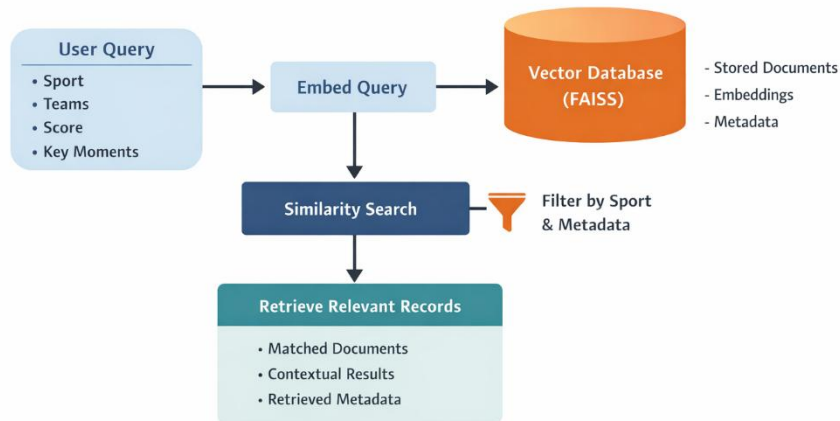 User Query
• Sport
• Teams
• Score
• Key Moments
Embed Query
Vector Database
(FAISS)
- Stored Documents
- Embeddings
- Metadata
Similarity Search
Filter by Sport
& Metadata
Retrieve Relevant Records
• Matched Documents
• Contextual Results
• Retrieved Metadata